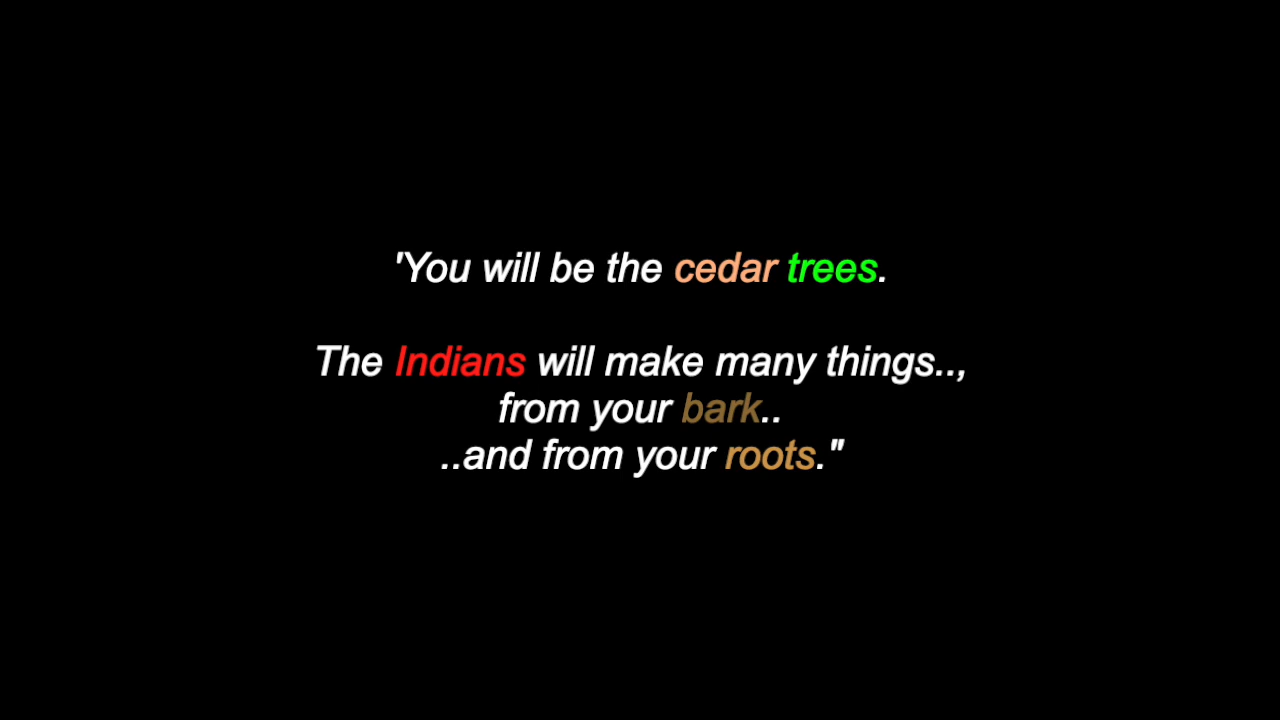 'You will be the cedar trees.
The Indians will make many things..,
from your bark..
..and from your roots."